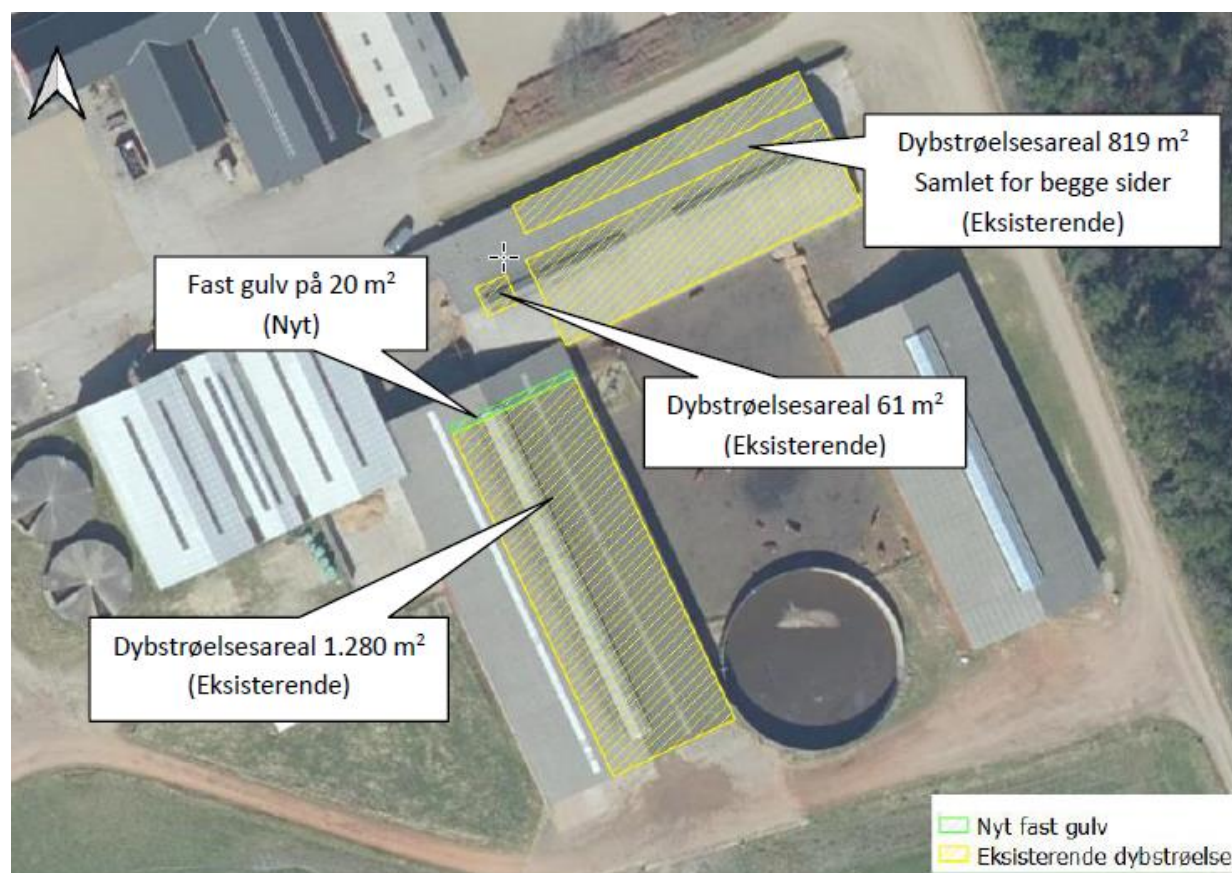 Dybstrøelsesareal 819 m²
Samlet for begge sider
(Eksisterende)
Fast gulv på 20 m²
(Nyt)
Dybstrøelsesareal 61 m²
(Eksisterende)
Dybstrøelsesareal 1.280 m²
(Eksisterende)
Nyt fast gulv
Eksisterende dybstrøelse